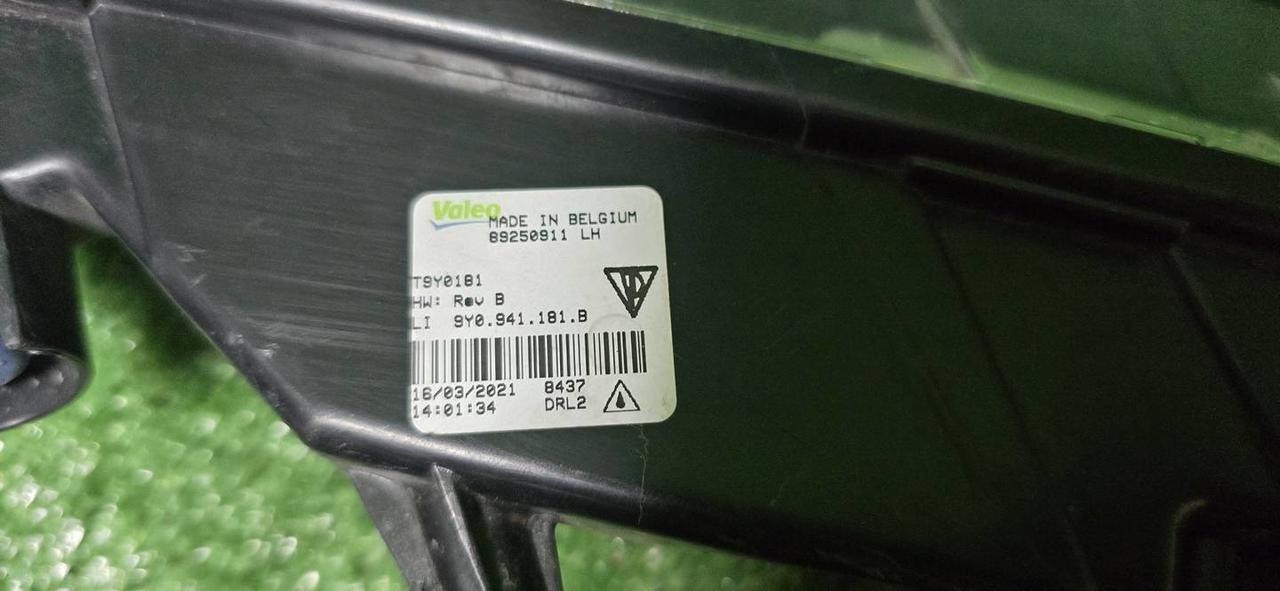 Valeo
MADE IN BELGIUM
89250911 LH
T9Y0181
HW: Rev B
LI 9Y0.941.181.B
16/03/2021 8437
14:01:34 DRL2